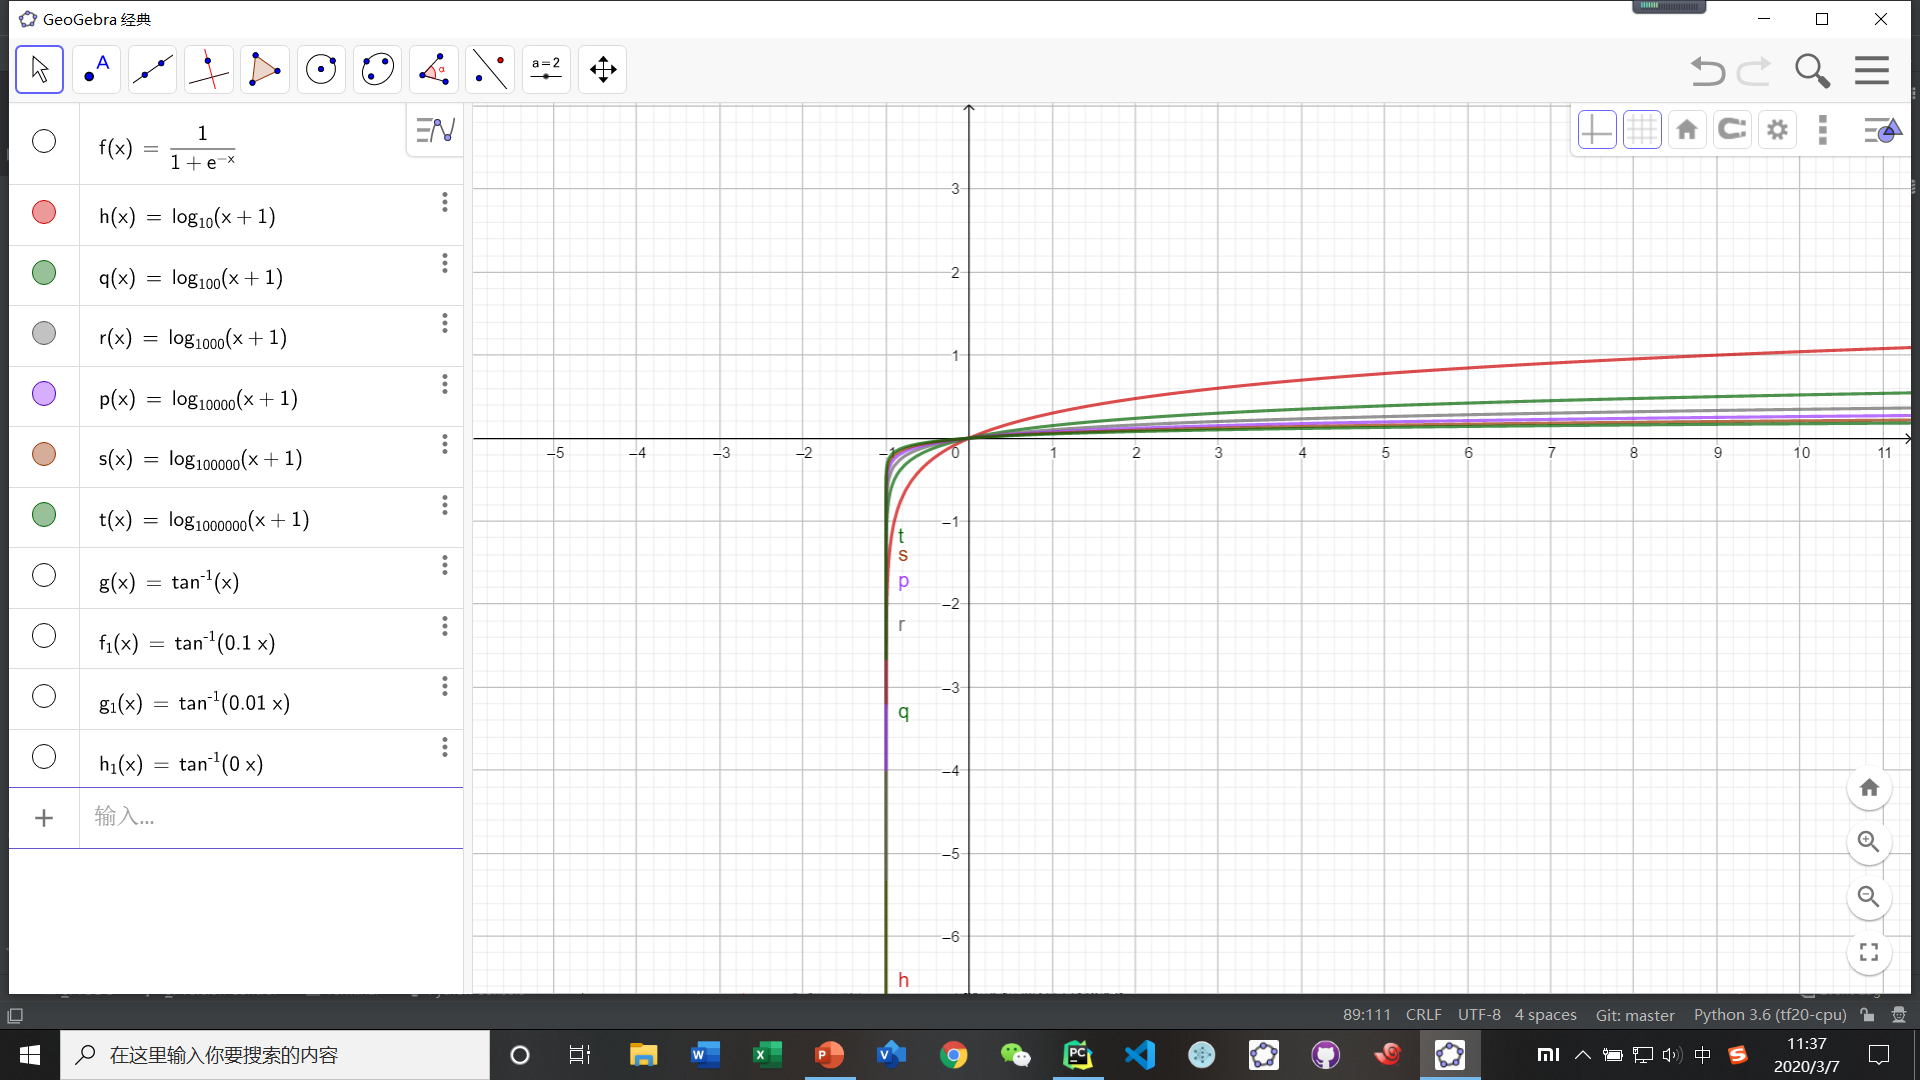 GeoGebra 经典
A
α
a=2
f(x) = 1 / (1 + e^−x)
h(x) = log₁₀(x + 1)
q(x) = log₁₀₀(x + 1)
r(x) = log₁₀₀₀(x + 1)
p(x) = log₁₀₀₀₀(x + 1)
s(x) = log₁₀₀₀₀₀(x + 1)
t(x) = log₁₀₀₀₀₀₀(x + 1)
g(x) = tan⁻¹(x)
f₁(x) = tan⁻¹(0.1 x)
g₁(x) = tan⁻¹(0.01 x)
h₁(x) = tan⁻¹(0 x)
+ 输入...
3
2
1
−5 −4 −3 −2 −1 0 1 2 3 4 5 6 7 8 9 10 11
−1
−2
−3
−4
−5
−6
t
s
p
r
q
h
89:111 CRLF UTF-8 4 spaces Git: master Python 3.6 (tf20-cpu)
在这里输入你要搜索的内容
中
11:37
2020/3/7